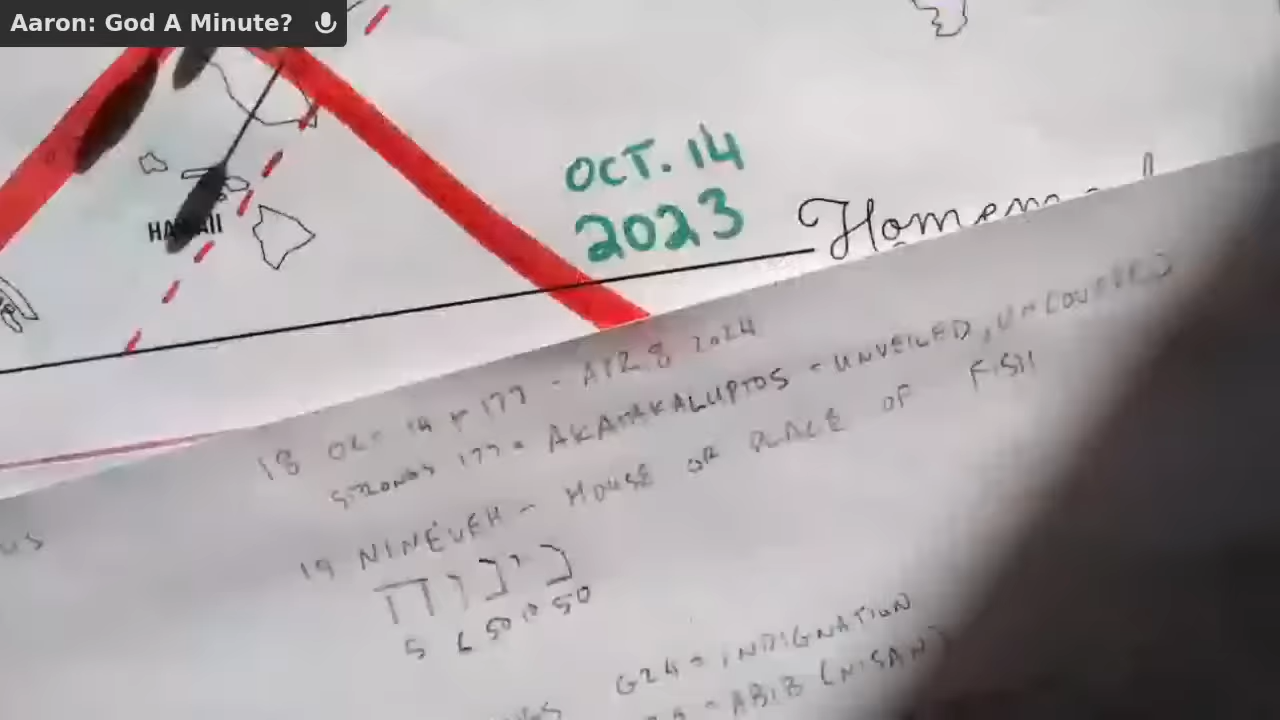 Aaron: God A Minute?
HAWAII
OCT. 14
2023
18 OCT 14 + 177 - APR 8 2024
STRONGS 177 = AKATAKALUPTOS - UNVEILED, UNCOVERED
19 NINEVEH - HOUSE OR PLACE OF FISH
נינוה
5 6 50 10 50
G24 = INDIGNATION
= ABIB (NISAN)